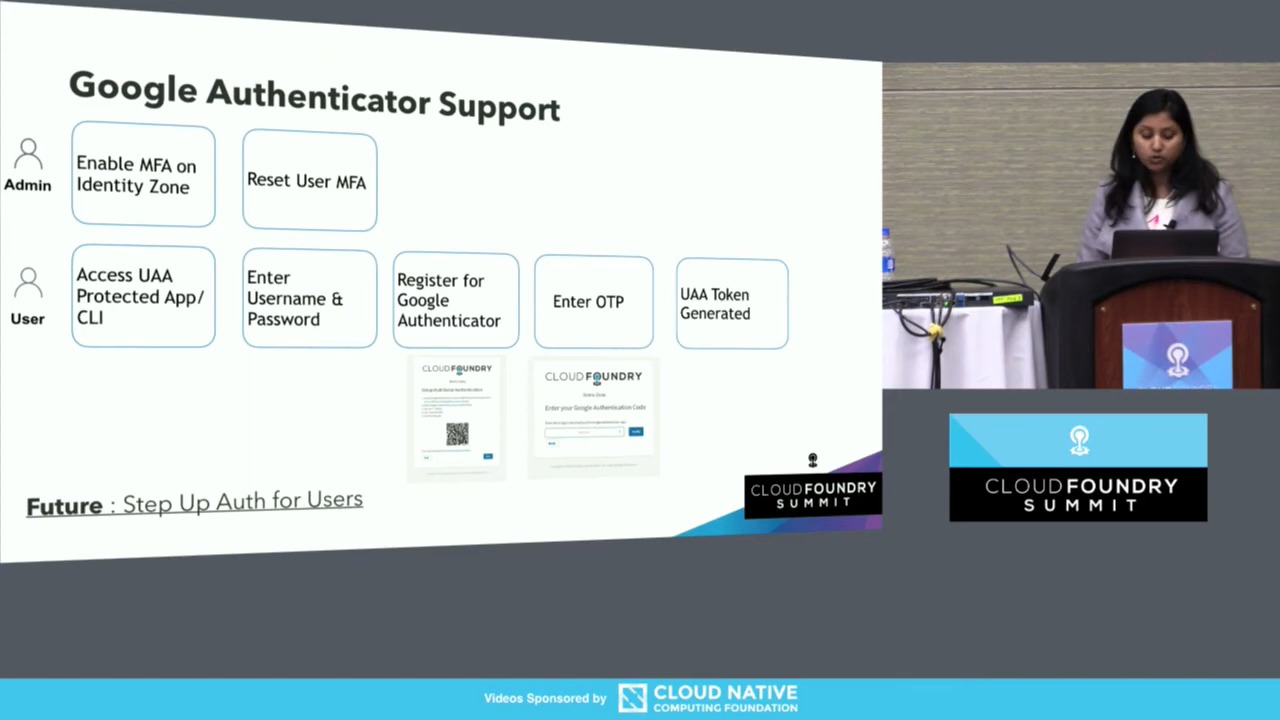 Google Authenticator Support
Admin
Enable MFA on
Identity Zone
Reset User MFA
User
Access UAA
Protected App/
CLI
Enter
Username &
Password
Register for
Google
Authenticator
Enter OTP
UAA Token
Generated
CLOUDFOUNDRY
CLOUDFOUNDRY
Enter your Google Authentication Code
Future : Step Up Auth for Users
CLOUDFOUNDRY
SUMMIT
CLOUDFOUNDRY
SUMMIT
Videos Sponsored by
CLOUD NATIVE
COMPUTING FOUNDATION